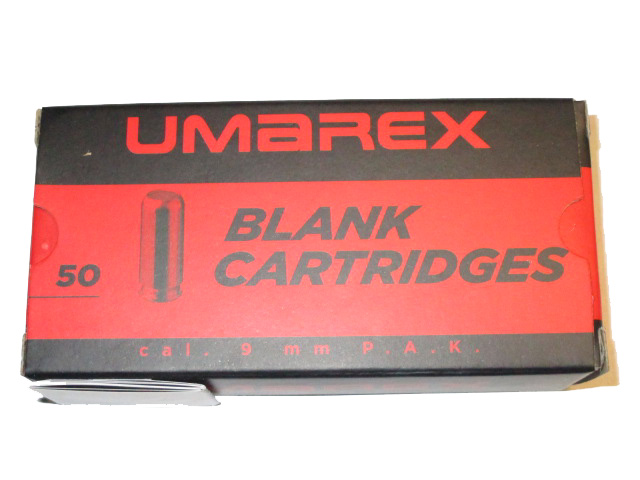 UMAREX
BLANK
CARTRIDGES
50
cal. 9 mm P.A.K.